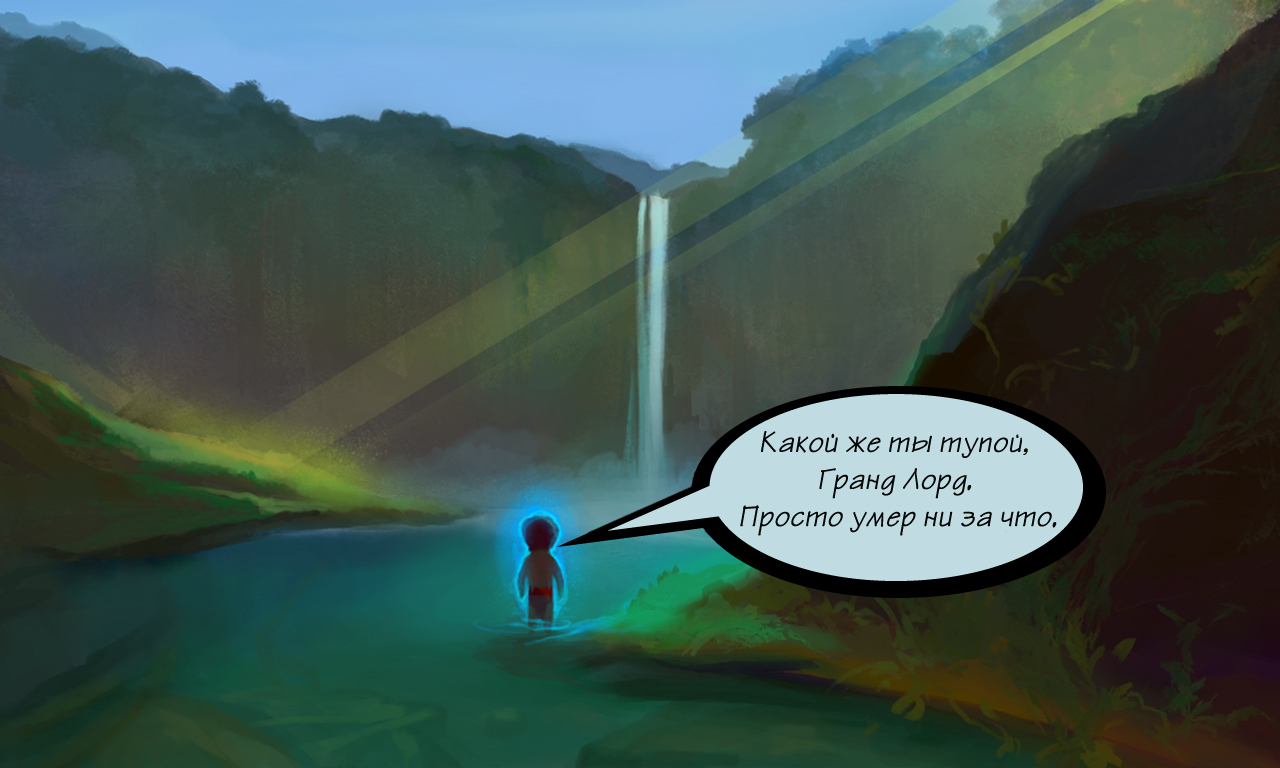 Какой же ты тупой,
Гранд Лорд.
Просто умер ни за что.